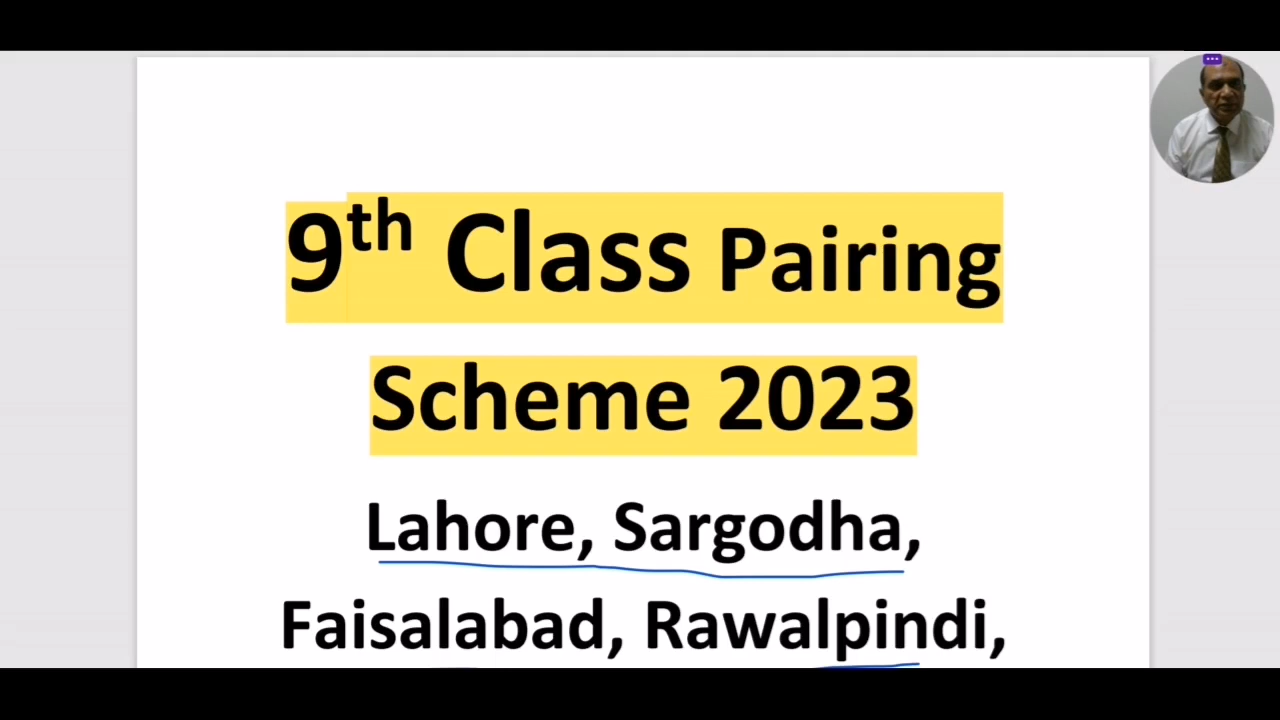 9th Class Pairing
Scheme 2023
Lahore, Sargodha,
Faisalabad, Rawalpindi,